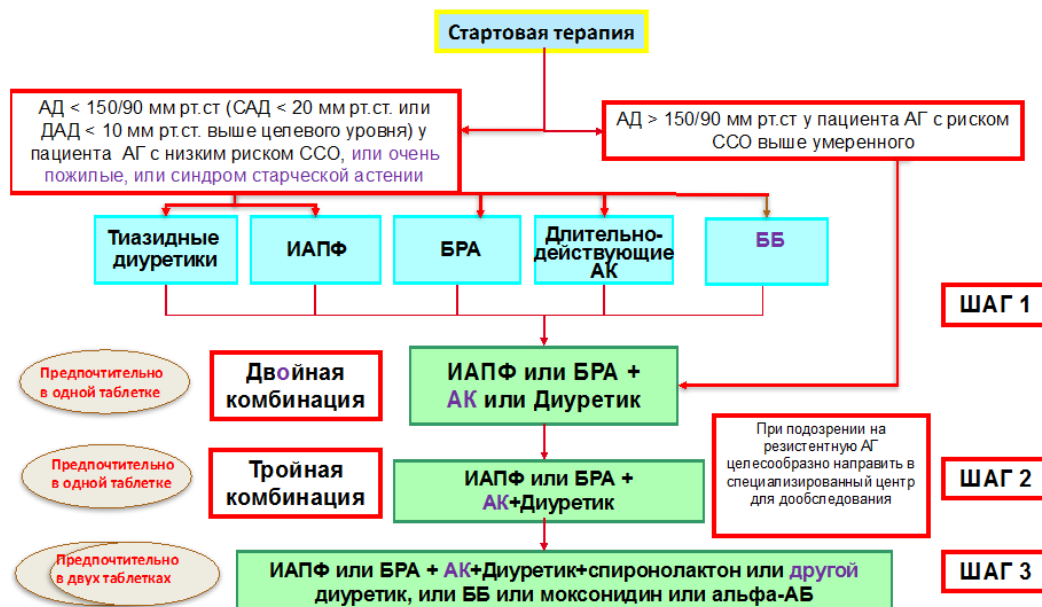 Стартовая терапия
АД < 150/90 мм рт.ст (САД < 20 мм рт.ст. или
ДАД < 10 мм рт.ст. выше целевого уровня) у
пациента АГ с низким риском ССО, или очень
пожилые, или синдром старческой астении
АД > 150/90 мм рт.ст у пациента АГ с риском
ССО выше умеренного
Тиазидные
диуретики
ИАПФ
БРА
Длительно-
действующие
АК
ББ
ШАГ 1
Предпочтительно
в одной таблетке
Двойная
комбинация
ИАПФ или БРА +
АК или Диуретик
Предпочтительно
в одной таблетке
Тройная
комбинация
ИАПФ или БРА +
АК+Диуретик
При подозрении на
резистентную АГ
целесообразно направить в
специализированный центр
для дообследования
ШАГ 2
Предпочтительно
в двух таблетках
ИАПФ или БРА + АК+Диуретик+спиронолактон или другой
диуретик, или ББ или моксонидин или альфа-АБ
ШАГ 3